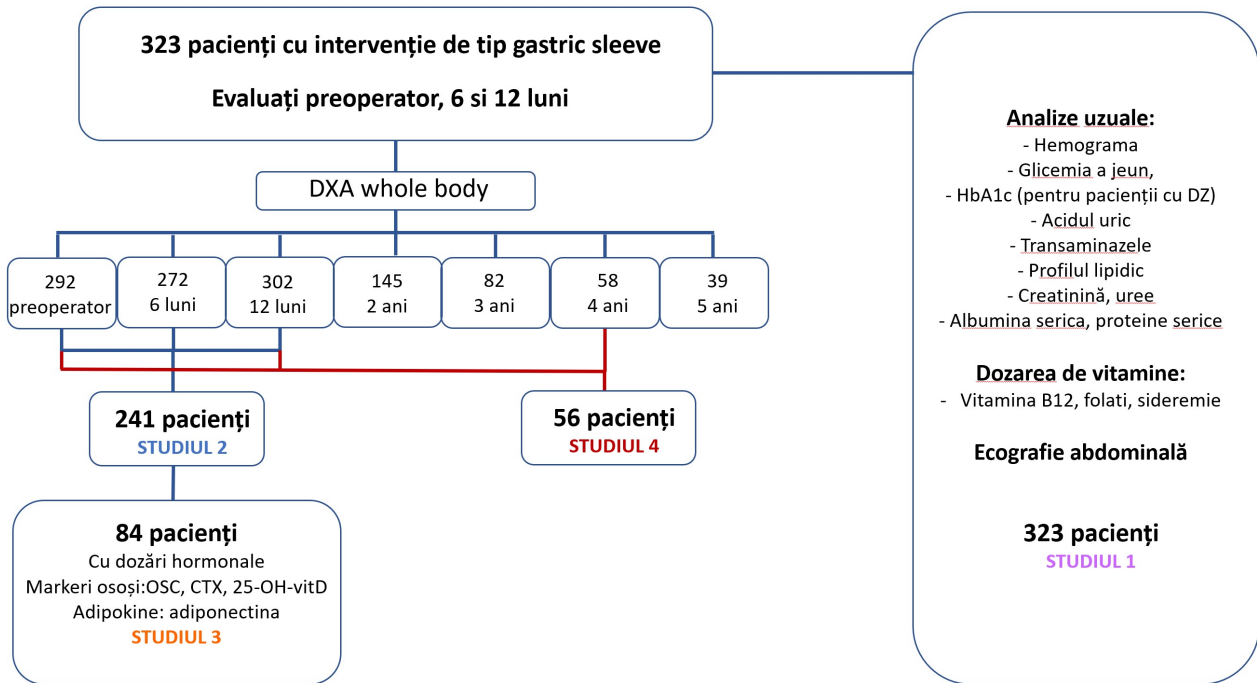 323 pacienți cu intervenție de tip gastric sleeve
Evaluați preoperator, 6 si 12 luni
DXA whole body
292
preoperator
272
6 luni
302
12 luni
145
2 ani
82
3 ani
58
4 ani
39
5 ani
241 pacienți
STUDIUL 2
56 pacienți
STUDIUL 4
84 pacienți
Cu dozări hormonale
Markeri osoși:OSC, CTX, 25-OH-vitD
Adipokine: adiponectina
STUDIUL 3
Analize uzuale:
- Hemograma
- Glicemia a jeun,
- HbA1c (pentru pacienții cu DZ)
- Acidul uric
- Transaminazele
- Profilul lipidic
- Creatinină, uree
- Albumina serica, proteine serice
Dozarea de vitamine:
- Vitamina B12, folati, sideremie
Ecografie abdominală
323 pacienți
STUDIUL 1